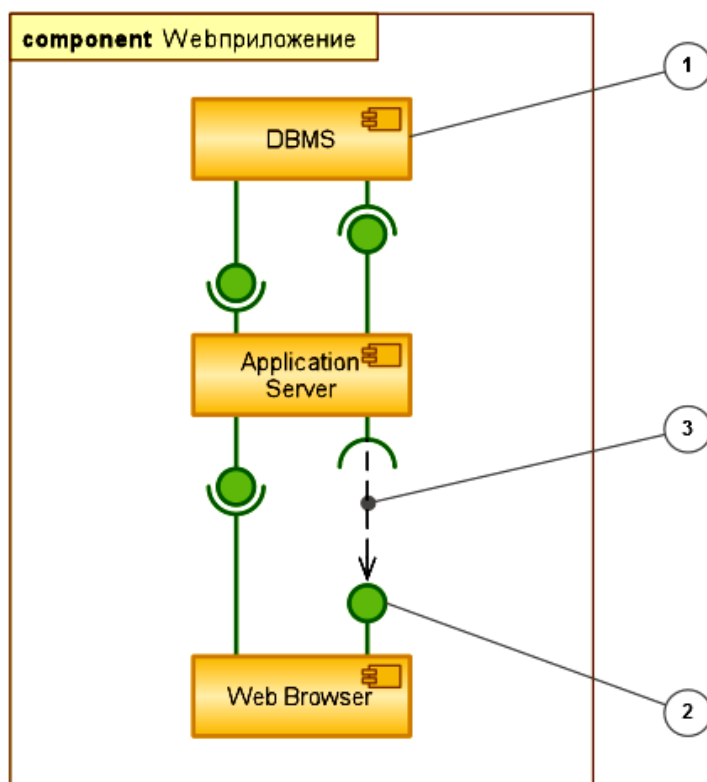 component Webприложение
1
DBMS
Application
Server
3
Web Browser
2